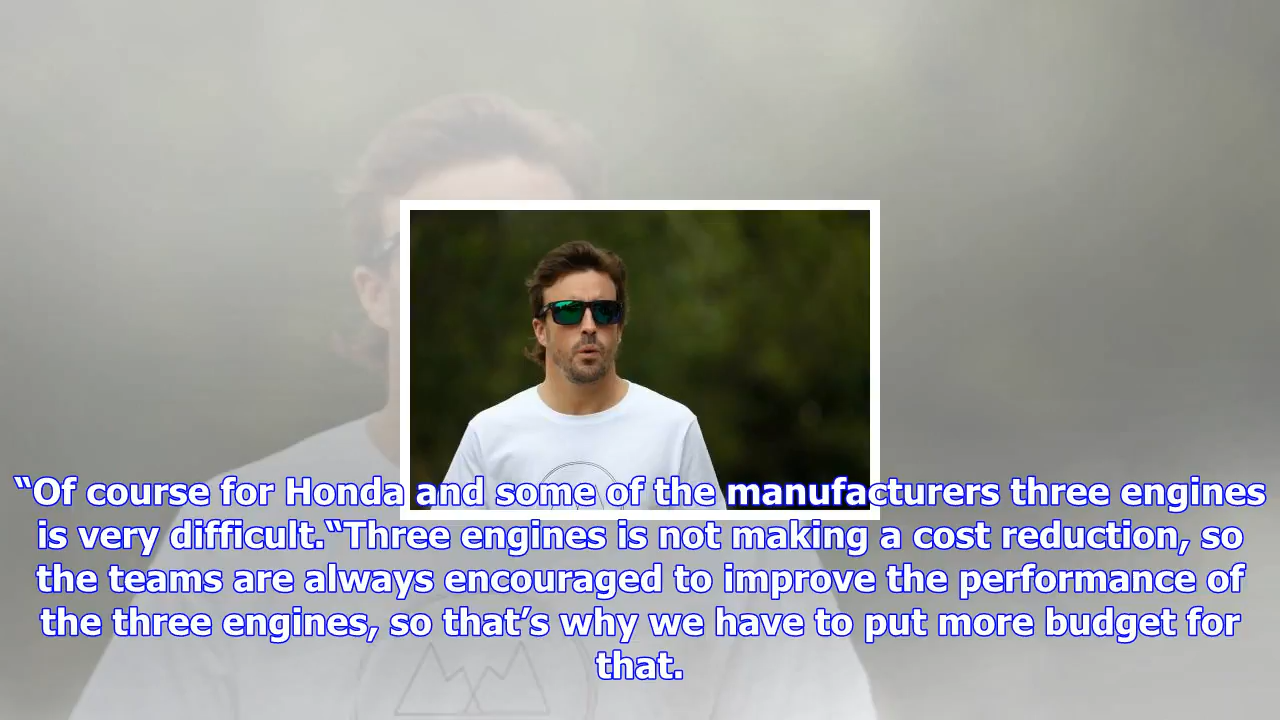 “Of course for Honda and some of the manufacturers three engines
is very difficult.“Three engines is not making a cost reduction, so
the teams are always encouraged to improve the performance of
the three engines, so that’s why we have to put more budget for
that.